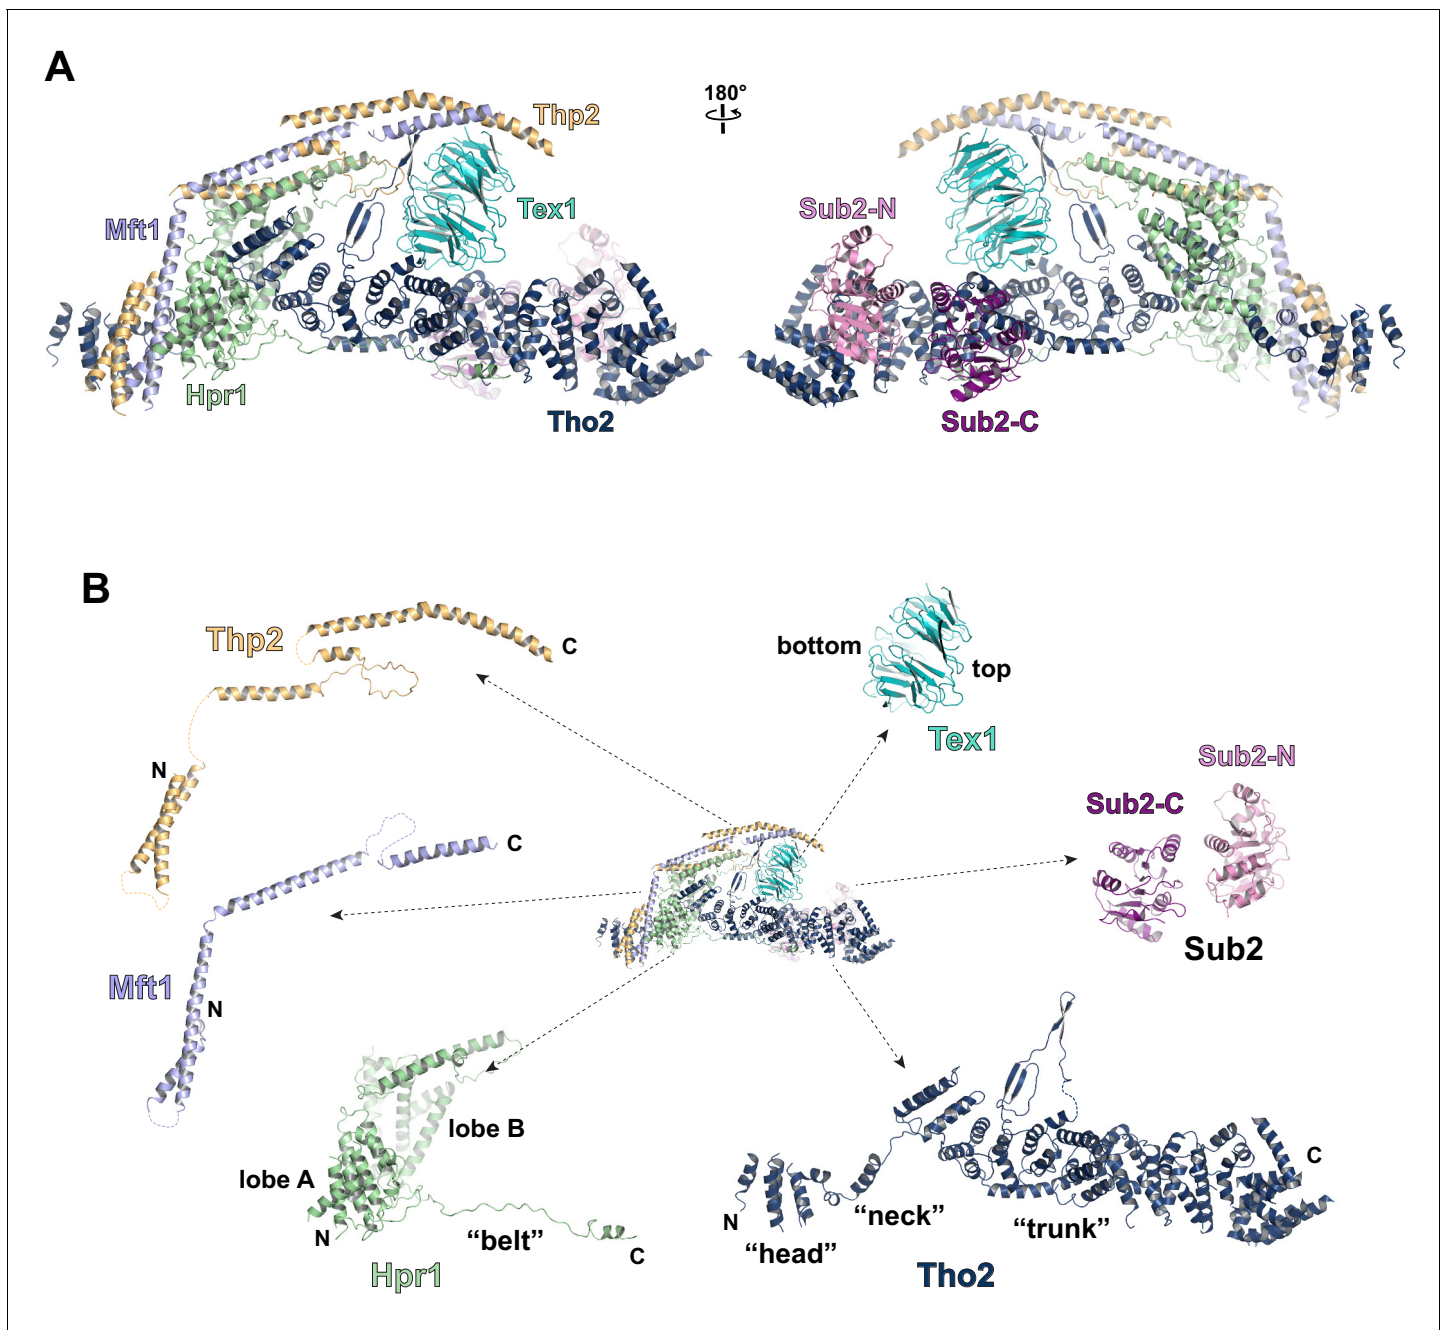 A
180°
Thp2
Tex1
Mft1
Hpr1
Tho2
Sub2-N
Sub2-C
B
Thp2
C
N
bottom
top
Tex1
Sub2-N
Sub2-C
Sub2
C
Mft1
N
lobe B
lobe A
N
"belt"
C
Hpr1
N
"head"
"neck"
"trunk"
C
Tho2